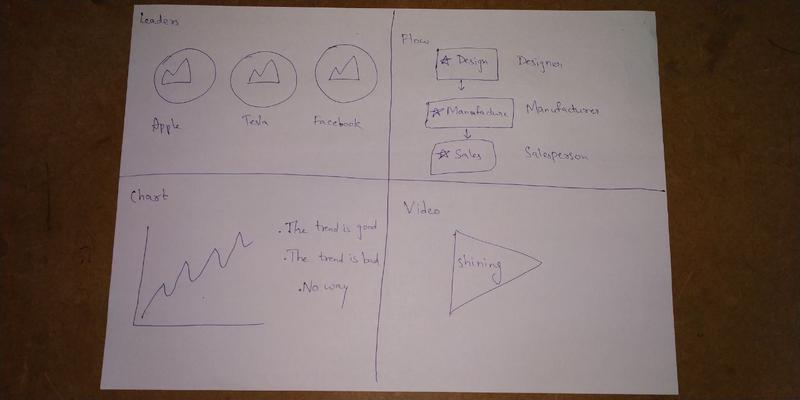 Leaders
Apple
Tesla
Facebook
Flow
Design
Designer
Manufacture
Manufacturer
Sales
Salesperson
Chart
. The trend is good
. The trend is bad
. No way
Video
shining